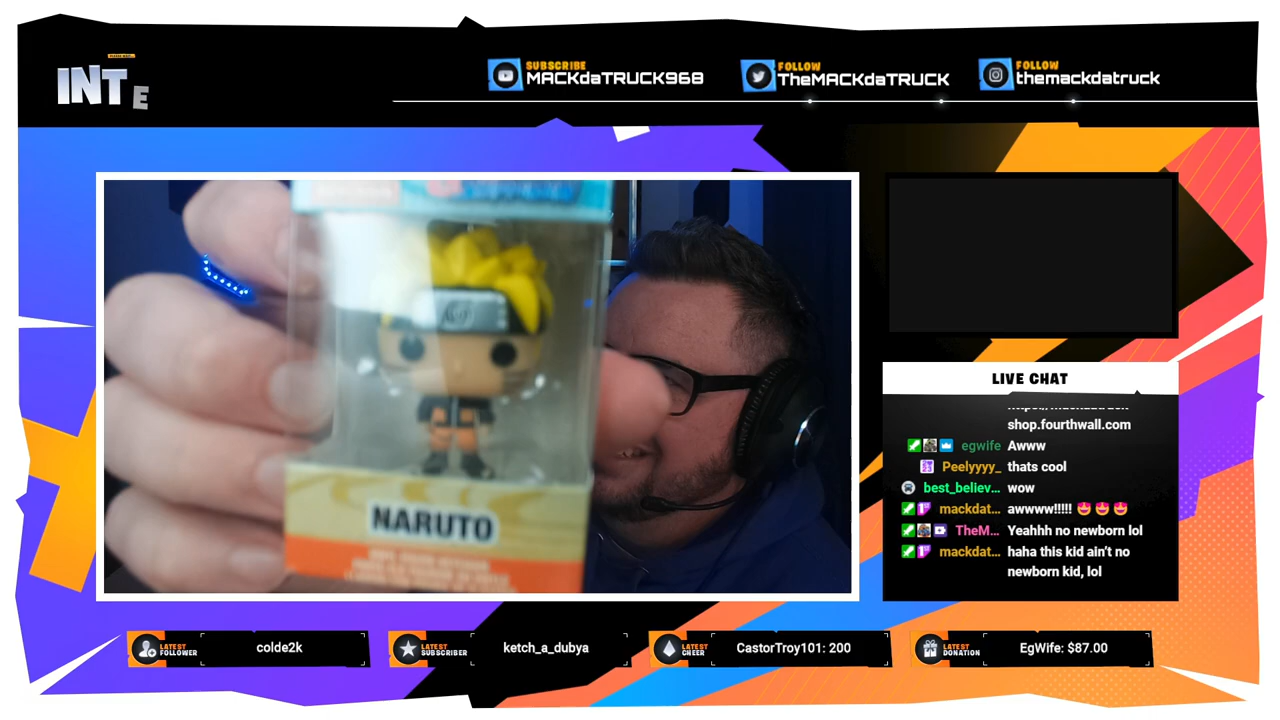 INTE
SUBSCRIBE
MACKdaTRUCK968
FOLLOW
TheMACKdaTRUCK
FOLLOW
themackdatruck
NARUTO
LIVE CHAT
shop.fourthwall.com
egwife Awww
Peelyyyy_ thats cool
best_believ... wow
mackdat... awwww!!!!! 😍 😍 😍
TheM... Yeahhh no newborn lol
mackdat... haha this kid ain't no
newborn kid, lol
LATEST
FOLLOWER
colde2k
LATEST
SUBSCRIBER
ketch_a_dubya
LATEST
CHEER
CastorTroy101: 200
LATEST
DONATION
EgWife: $87.00